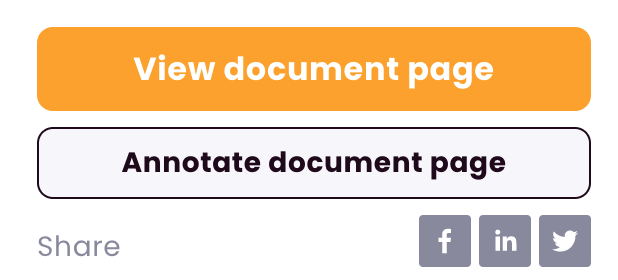 View document page
Annotate document page
Share